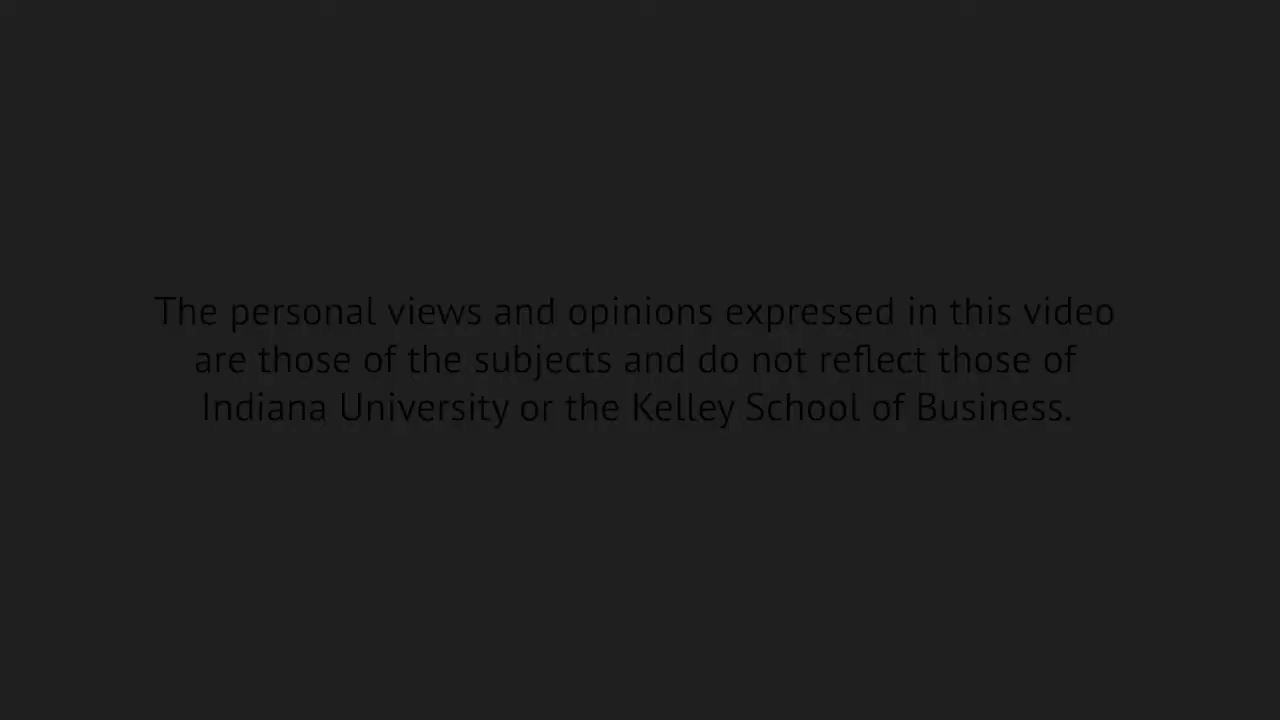 The personal views and opinions expressed in this video
are those of the subjects and do not reflect those of
Indiana University or the Kelley School of Business.